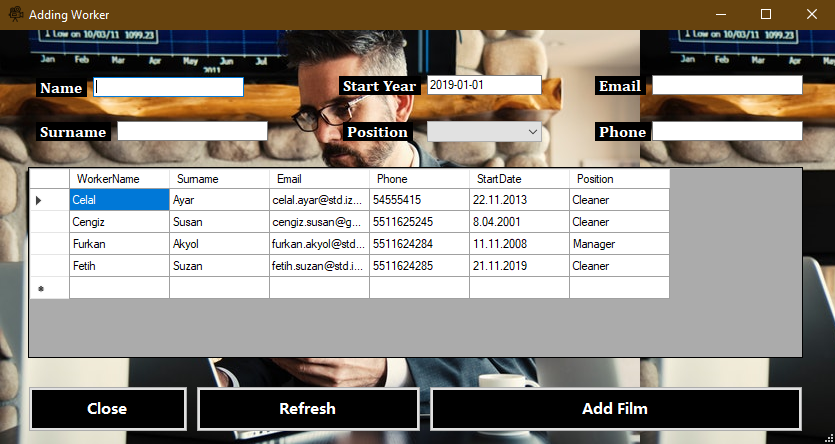 Adding Worker
1 Low on 10/03/11 1099.23
Jan Feb Mar Apr May Jun Jul
2011
1 Low on 10/03/11 1099.23
Jan Feb Mar Apr May
Name Start Year 2019-01-01 Email
Surname Position Phone
WorkerName Surname Email Phone StartDate Position
Celal Ayar celal.ayar@std.iz... 54555415 22.11.2013 Cleaner
Cengiz Susan cengiz.susan@g... 5511625245 8.04.2001 Cleaner
Furkan Akyol furkan.akyol@std... 5511624284 11.11.2008 Manager
Fetih Suzan fetih.suzan@std.i... 5511624285 21.11.2019 Cleaner
Close Refresh Add Film